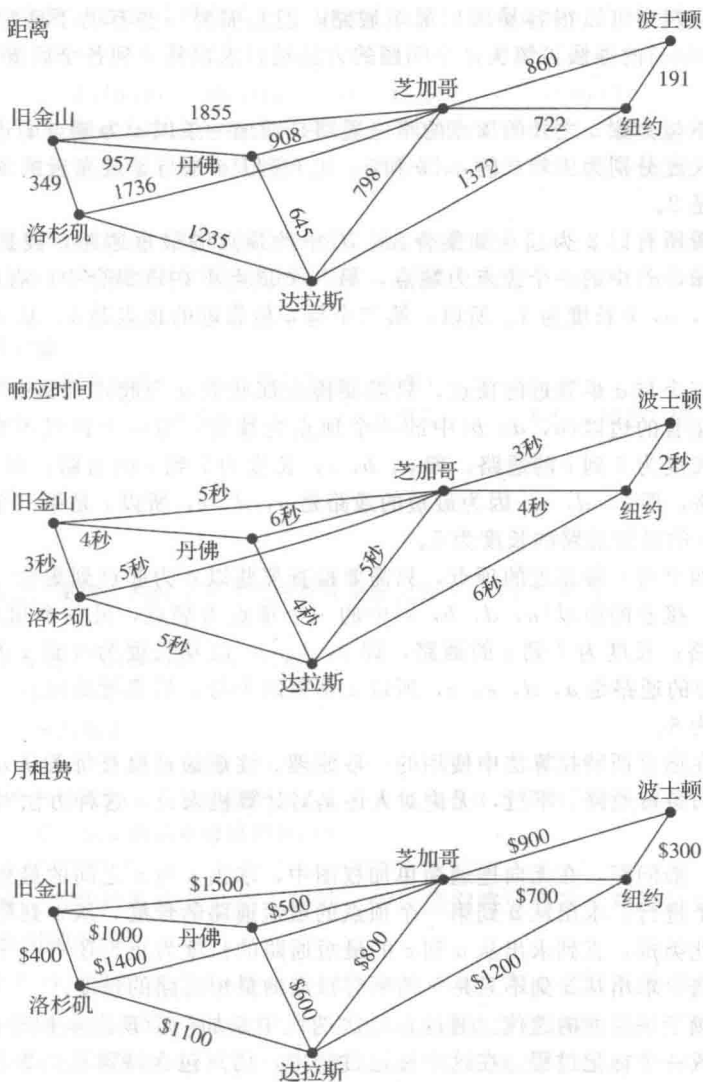 距离
波士顿
芝加哥
860
191
旧金山
1855
722
纽约
908
957
丹佛
349
1736
798
1372
洛杉矶
645
1235
达拉斯
响应时间
波士顿
3秒
芝加哥
2秒
旧金山
5秒
6秒
4秒
纽约
4秒
丹佛
3秒
5秒
5秒
6秒
洛杉矶
4秒
5秒
达拉斯
月租费
波士顿
$900
芝加哥
$300
旧金山
$1500
$500
$700
纽约
丹佛
$1000
$400
$1400
$800
$1200
洛杉矶
$600
$1100
达拉斯